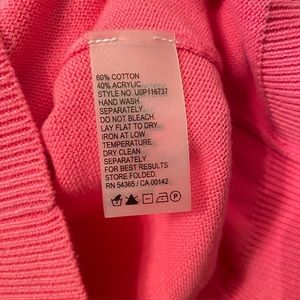 60% COTTON
40% ACRYLIC
STYLE NO. U0P116737
HAND WASH
SEPARATELY.
DO NOT BLEACH.
LAY FLAT TO DRY.
IRON AT LOW
TEMPERATURE.
DRY CLEAN
SEPARATELY.
FOR BEST RESULTS
STORE FOLDED.
RN 54365 / CA 00142